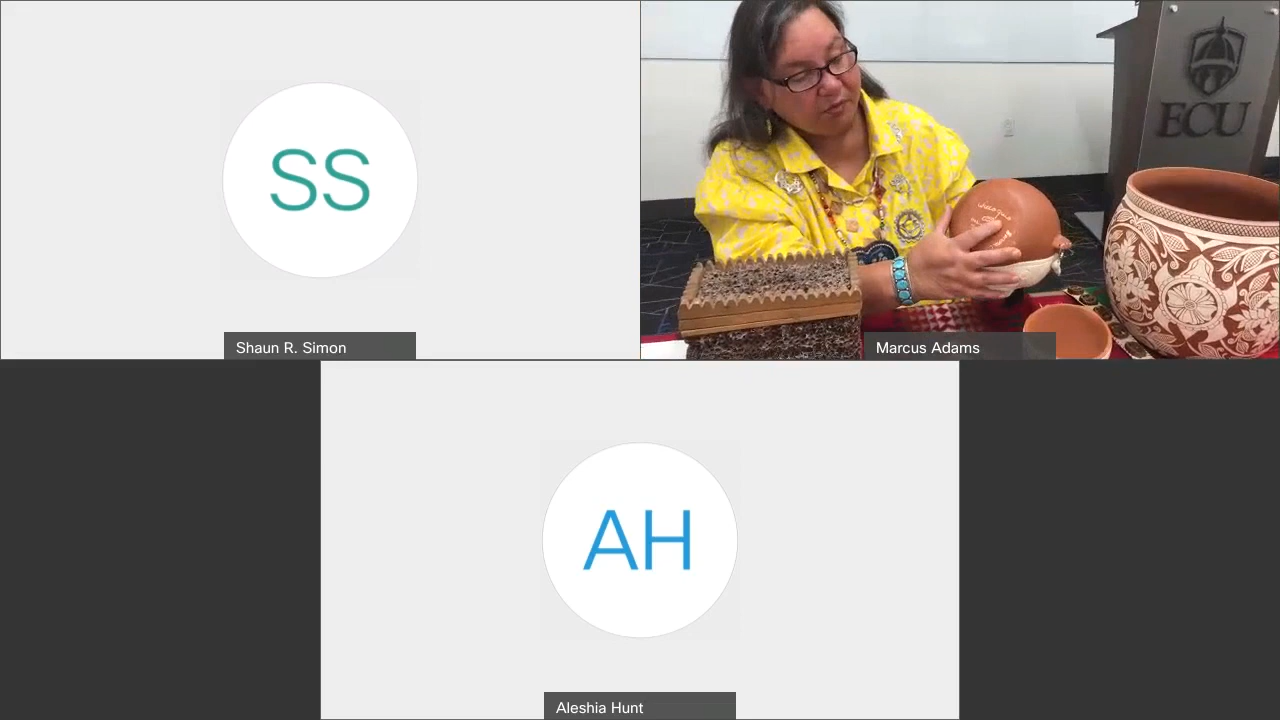 SS
Shaun R. Simon
ECU
Marcus Adams
AH
Aleshia Hunt